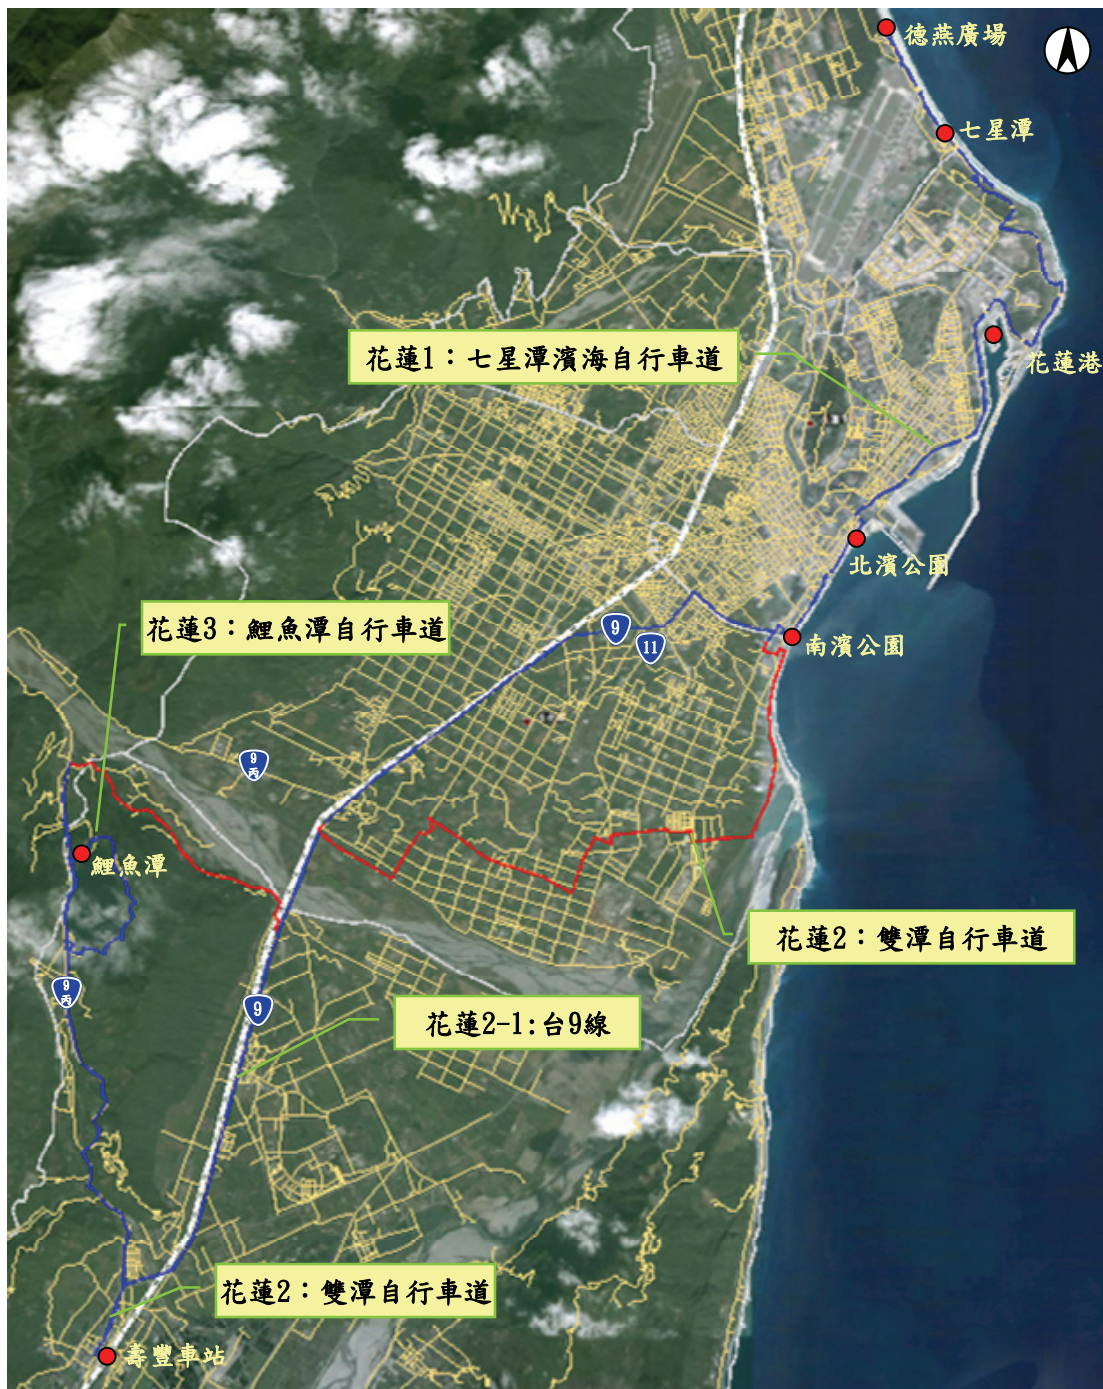 德燕廣場
七星潭
花蓮1：七星潭濱海自行車道
花蓮港
北濱公園
花蓮3：鯉魚潭自行車道
9
11
南濱公園
9
丙
鯉魚潭
花蓮2：雙潭自行車道
9
丙
9
花蓮2-1:台9線
花蓮2：雙潭自行車道
壽豐車站